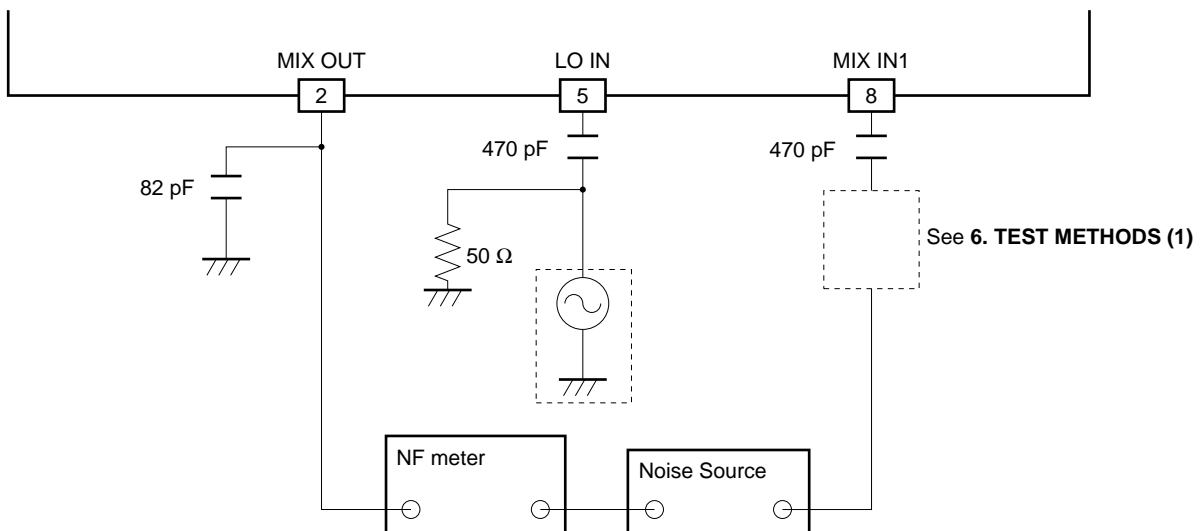 MIX OUT LO IN MIX IN1
2 5 8
470 pF 470 pF
82 pF
See 6. TEST METHODS (1)
50 Ω
NF meter
Noise Source